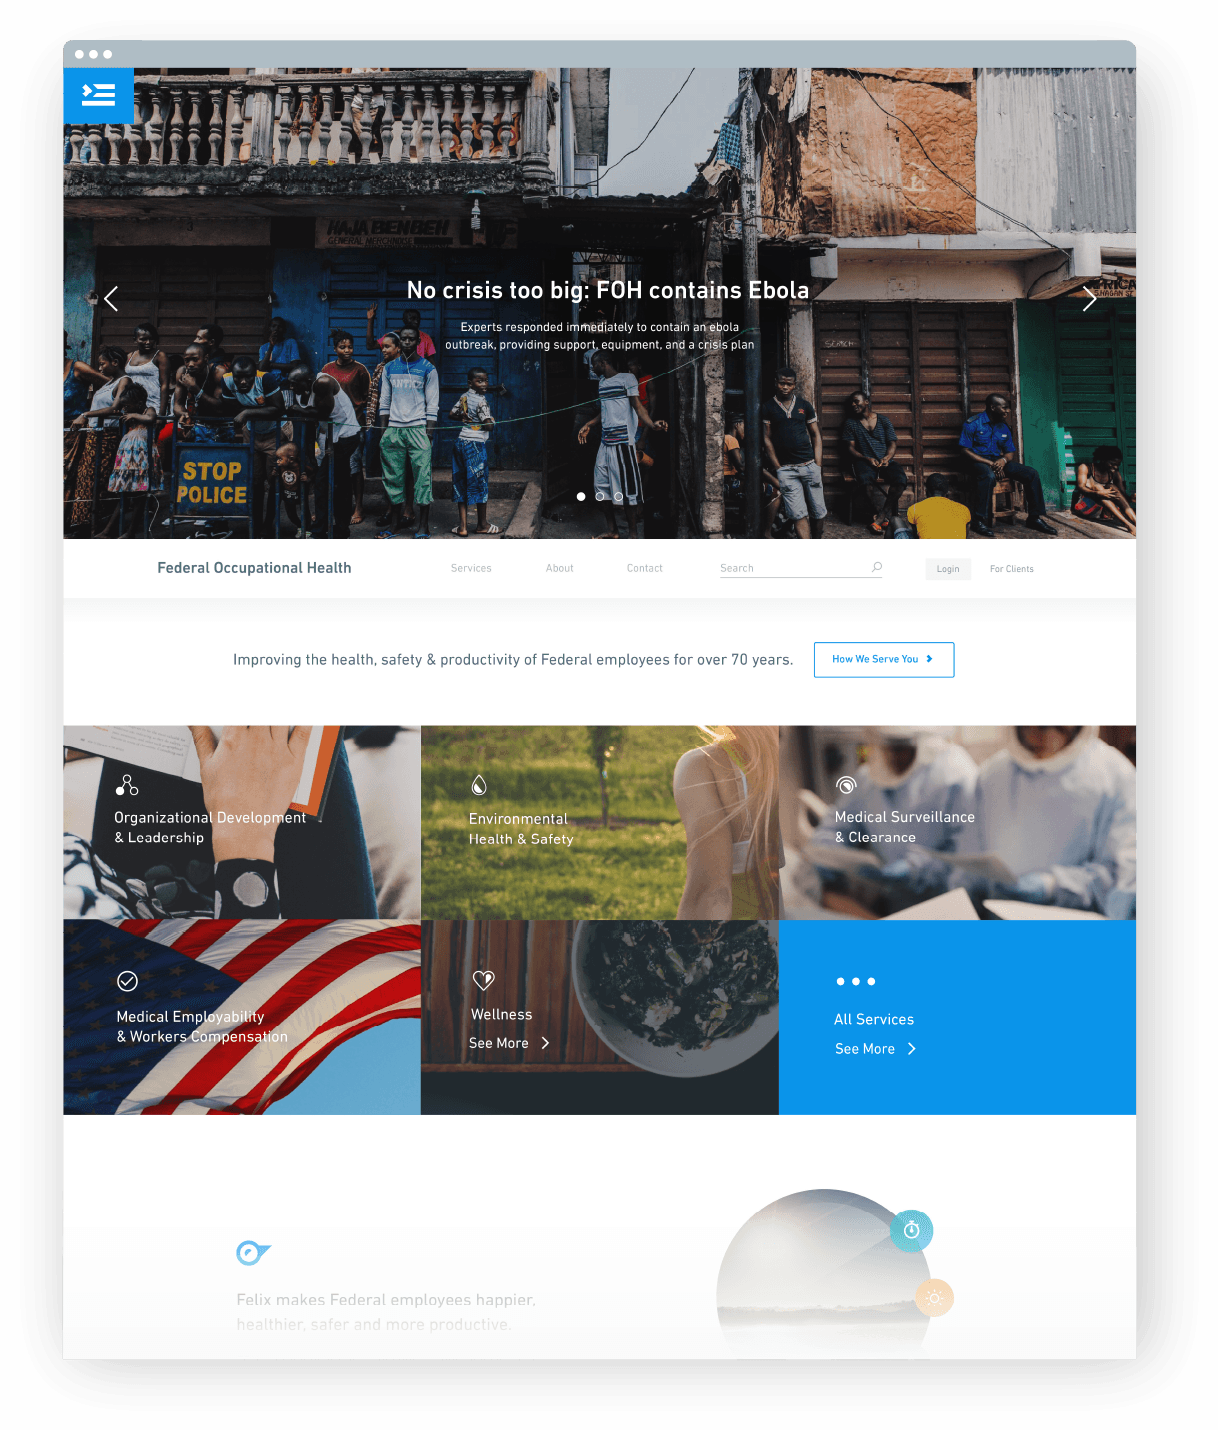 HAJA BENGEH
GENERAL MERCHANDISE
No crisis too big: FOH contains Ebola
Experts responded immediately to contain an ebola
outbreak, providing support, equipment, and a crisis plan
STOP
POLICE
Federal Occupational Health
Services
About
Contact
Search
Login
For Clients
Improving the health, safety & productivity of Federal employees for over 70 years.
How We Serve You
Organizational Development
& Leadership
Environmental
Health & Safety
Medical Surveillance
& Clearance
Medical Employability
& Workers Compensation
Wellness
See More
All Services
See More
Felix makes Federal employees happier,
healthier, safer and more productive.